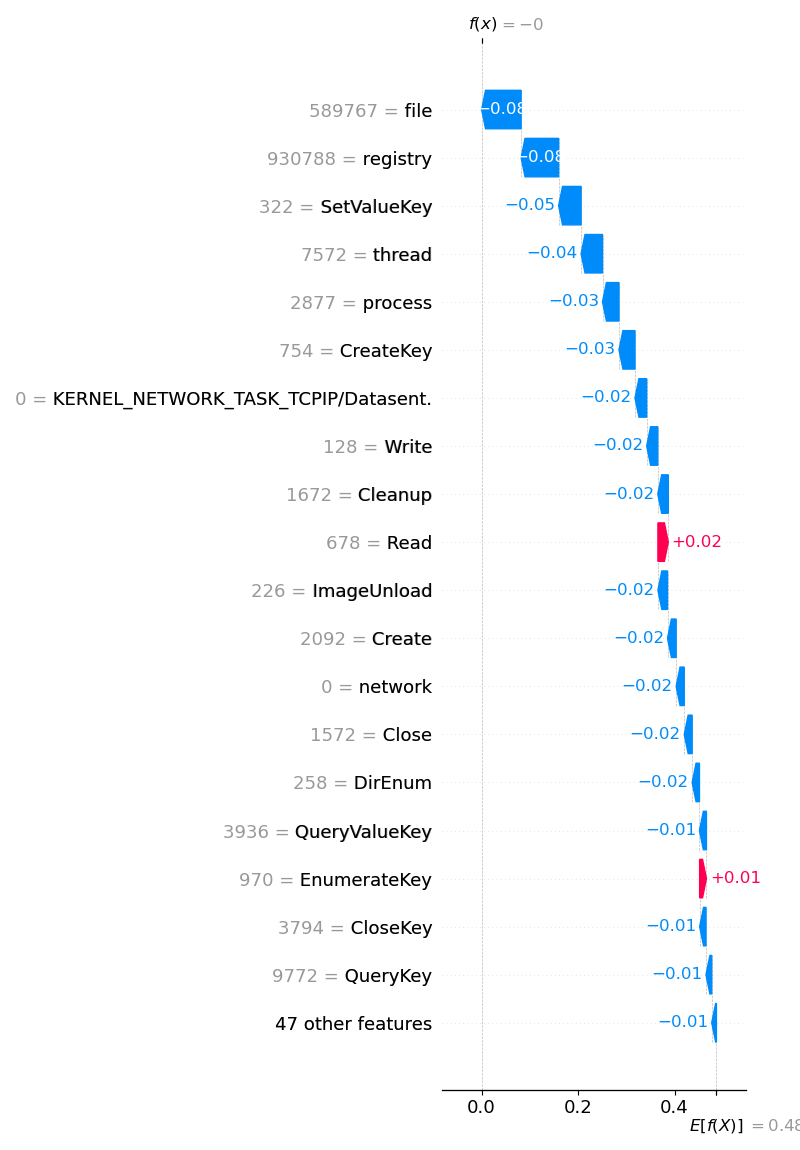 f(x) = −0
589767 = file
−0.08
930788 = registry
−0.08
322 = SetValueKey
−0.05
7572 = thread
−0.04
2877 = process
−0.03
754 = CreateKey
−0.03
0 = KERNEL_NETWORK_TASK_TCPIP/Datasent.
−0.02
128 = Write
−0.02
1672 = Cleanup
−0.02
678 = Read
+0.02
226 = ImageUnload
−0.02
2092 = Create
−0.02
0 = network
−0.02
1572 = Close
−0.02
258 = DirEnum
−0.02
3936 = QueryValueKey
−0.01
970 = EnumerateKey
+0.01
3794 = CloseKey
−0.01
9772 = QueryKey
−0.01
47 other features
−0.01
0.0 0.2 0.4
E[f(X)] = 0.48